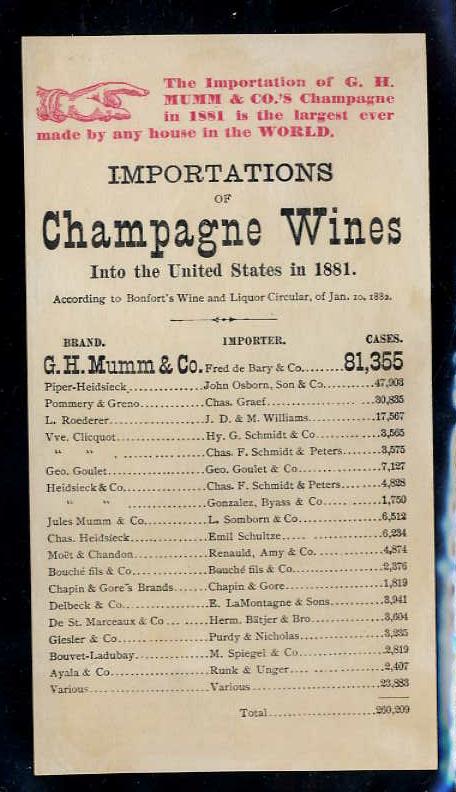 The Importation of G. H.
MUMM & CO.'S Champagne
in 1881 is the largest ever
made by any house in the WORLD.
IMPORTATIONS
OF
Champagne Wines
Into the United States in 1881.
According to Bonfort's Wine and Liquor Circular, of Jan. 10, 1882.
BRAND. IMPORTER. CASES.
G. H. Mumm & Co. Fred de Bary & Co........81,355
Piper-Heidsieck..............John Osborn, Son & Co..........47,903
Pommery & Greno............Chas. Graef....................30,835
L. Roederer.................J. D. & M. Williams............17,567
Vve. Clicquot...............Hy. G. Schmidt & Co...........3,565
" " ................Chas. F. Schmidt & Peters.......3,575
Geo. Goulet.................Geo. Goulet & Co...............7,127
Heidsieck & Co..............Chas. F. Schmidt & Peters.......4,828
" " ................Gonzalez, Byass & Co...........1,750
Jules Mumm & Co...........L. Somborn & Co...............6,512
Chas. Heidsieck.............Emil Schultze..................6,234
Moët & Chandon.............Renauld, Amy & Co.............4,874
Bouché fils & Co............Bouché fils & Co...............2,376
Chapin & Gore's Brands......Chapin & Gore.................1,819
Delbeck & Co...............E. LaMontagne & Sons..........3,941
De St. Marceaux & Co.......Herm. Bätjer & Bro.............3,604
Giesler & Co................Purdy & Nicholas...............3,235
Bouvet-Ladubay.............M. Spiegel & Co................2,819
Ayala & Co.................Runk & Unger..................2,407
Various.....................Various.......................23,883
Total.......................260,209